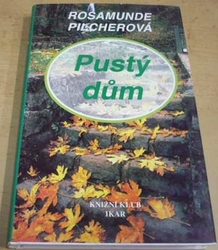 ROSAMUNDE
PILCHEROVÁ
Pustý
dům
KNIŽNÍ KLUB
IKAR